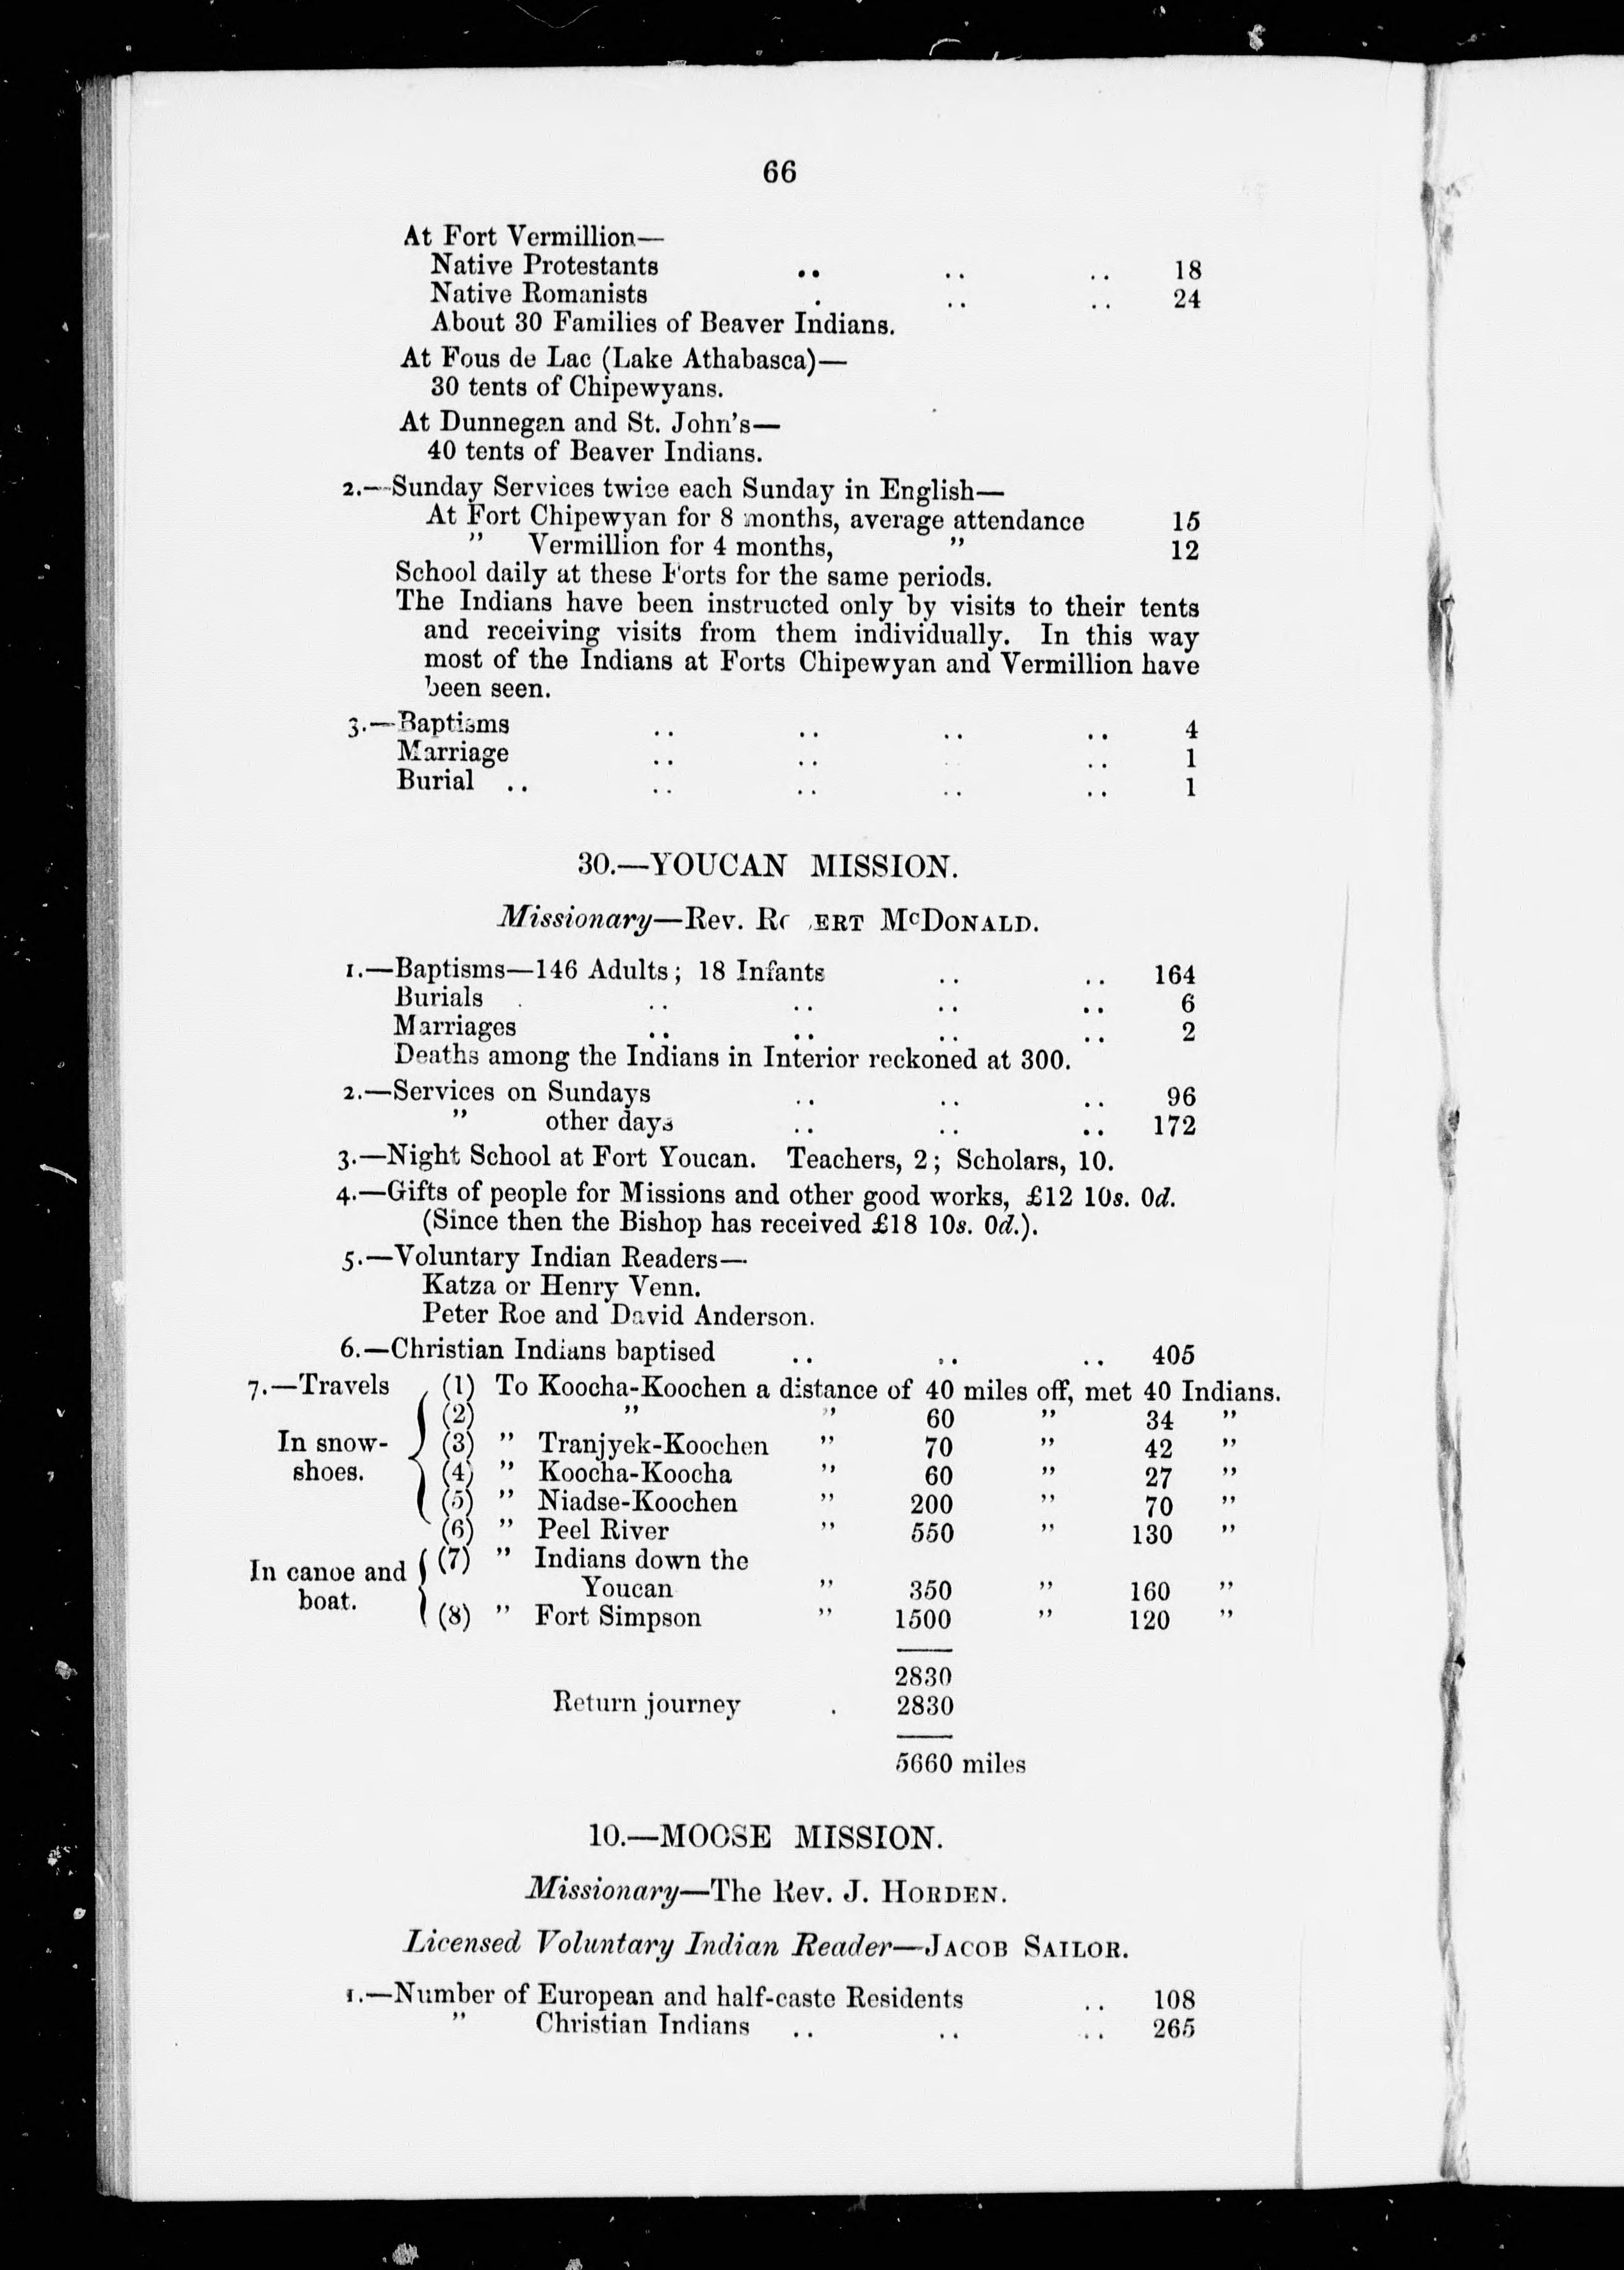 66
At Fort Vermillion—
Native Protestants .. .. .. 18
Native Romanists . .. .. 24
About 30 Families of Beaver Indians.
At Fous de Lac (Lake Athabasca)—
30 tents of Chipewyans.
At Dunnegan and St. John's—
40 tents of Beaver Indians.
2.—Sunday Services twice each Sunday in English—
At Fort Chipewyan for 8 months, average attendance 15
" Vermillion for 4 months, " 12
School daily at these Forts for the same periods.
The Indians have been instructed only by visits to their tents
and receiving visits from them individually. In this way
most of the Indians at Forts Chipewyan and Vermillion have
been seen.
3.—Baptisms .. .. .. .. 4
Marriage .. .. .. 1
Burial .. .. .. .. .. 1
30.—YOUCAN MISSION.
Missionary—Rev. Ro ERT McDONALD.
1.—Baptisms—146 Adults; 18 Infants .. .. 164
Burials . .. .. .. .. 6
Marriages .. .. .. .. 2
Deaths among the Indians in Interior reckoned at 300.
2.—Services on Sundays .. .. .. 96
" other days .. .. .. 172
3.—Night School at Fort Youcan. Teachers, 2; Scholars, 10.
4.—Gifts of people for Missions and other good works, £12 10s. 0d.
(Since then the Bishop has received £18 10s. 0d.).
5.—Voluntary Indian Readers—
Katza or Henry Venn.
Peter Roe and David Anderson.
6.—Christian Indians baptised .. .. .. 405
7.—Travels (1) To Koocha-Koochen a distance of 40 miles off, met 40 Indians.
(2) " " 60 " 34 "
In snow- (3) " Tranjyek-Koochen " 70 " 42 "
shoes. (4) " Koocha-Koocha " 60 " 27 "
(5) " Niadse-Koochen " 200 " 70 "
(6) " Peel River " 550 " 130 "
In canoe and (7) " Indians down the
boat. Youcan " 350 " 160 "
(8) " Fort Simpson " 1500 " 120 "
2830
Return journey . 2830
5660 miles
10.—MOOSE MISSION.
Missionary—The Rev. J. HORDEN.
Licensed Voluntary Indian Reader—JACOB SAILOR.
1.—Number of European and half-caste Residents .. 108
" Christian Indians .. .. .. 265